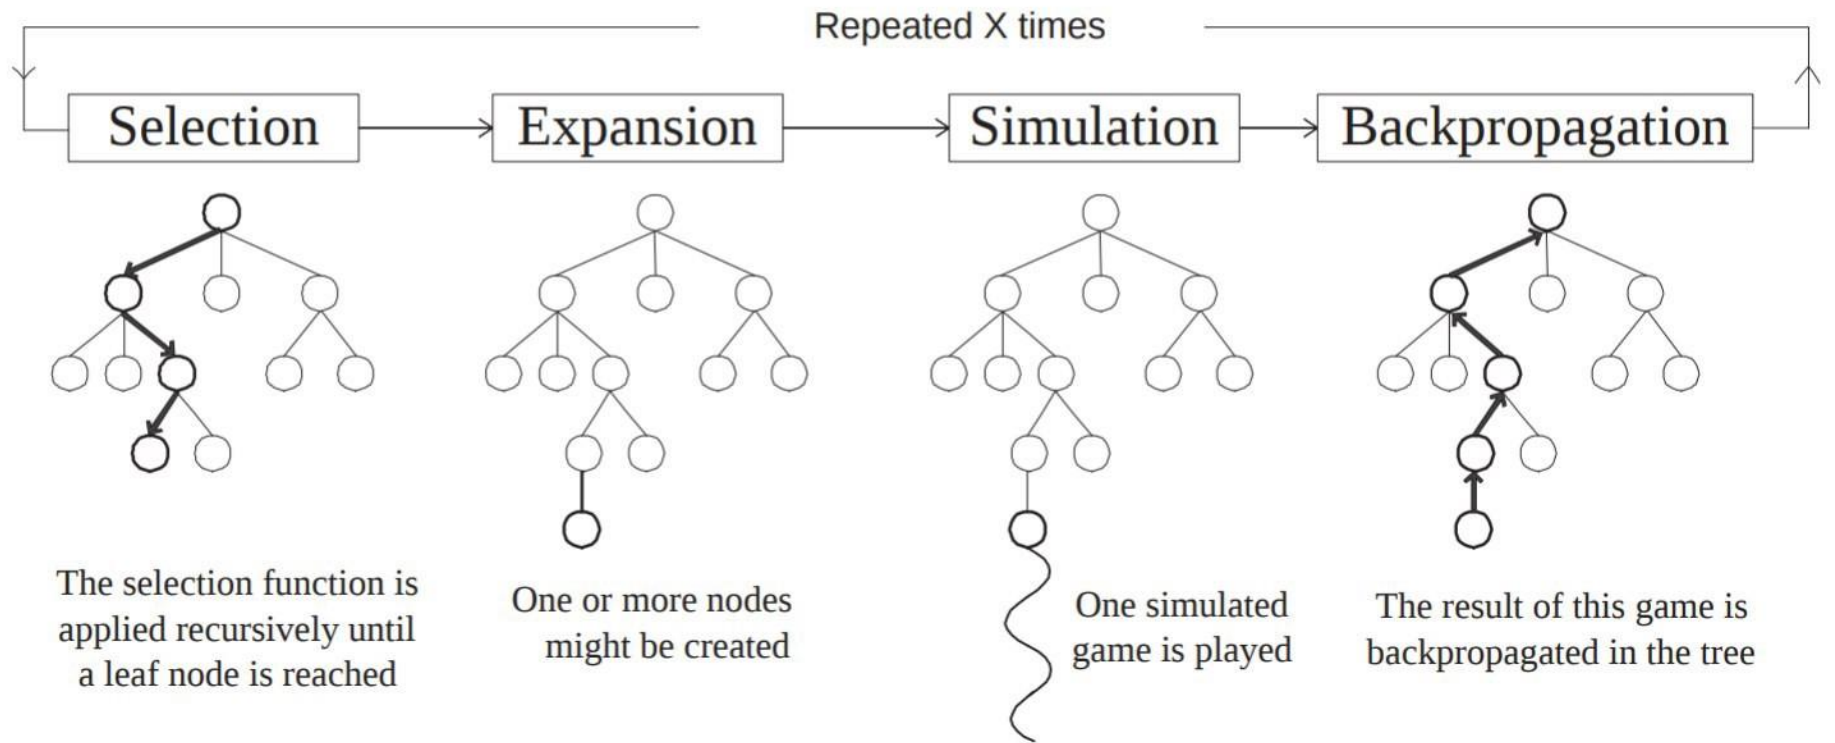 Repeated X times
Selection
Expansion
Simulation
Backpropagation
The selection function is
applied recursively until
a leaf node is reached
One or more nodes
might be created
One simulated
game is played
The result of this game is
backpropagated in the tree